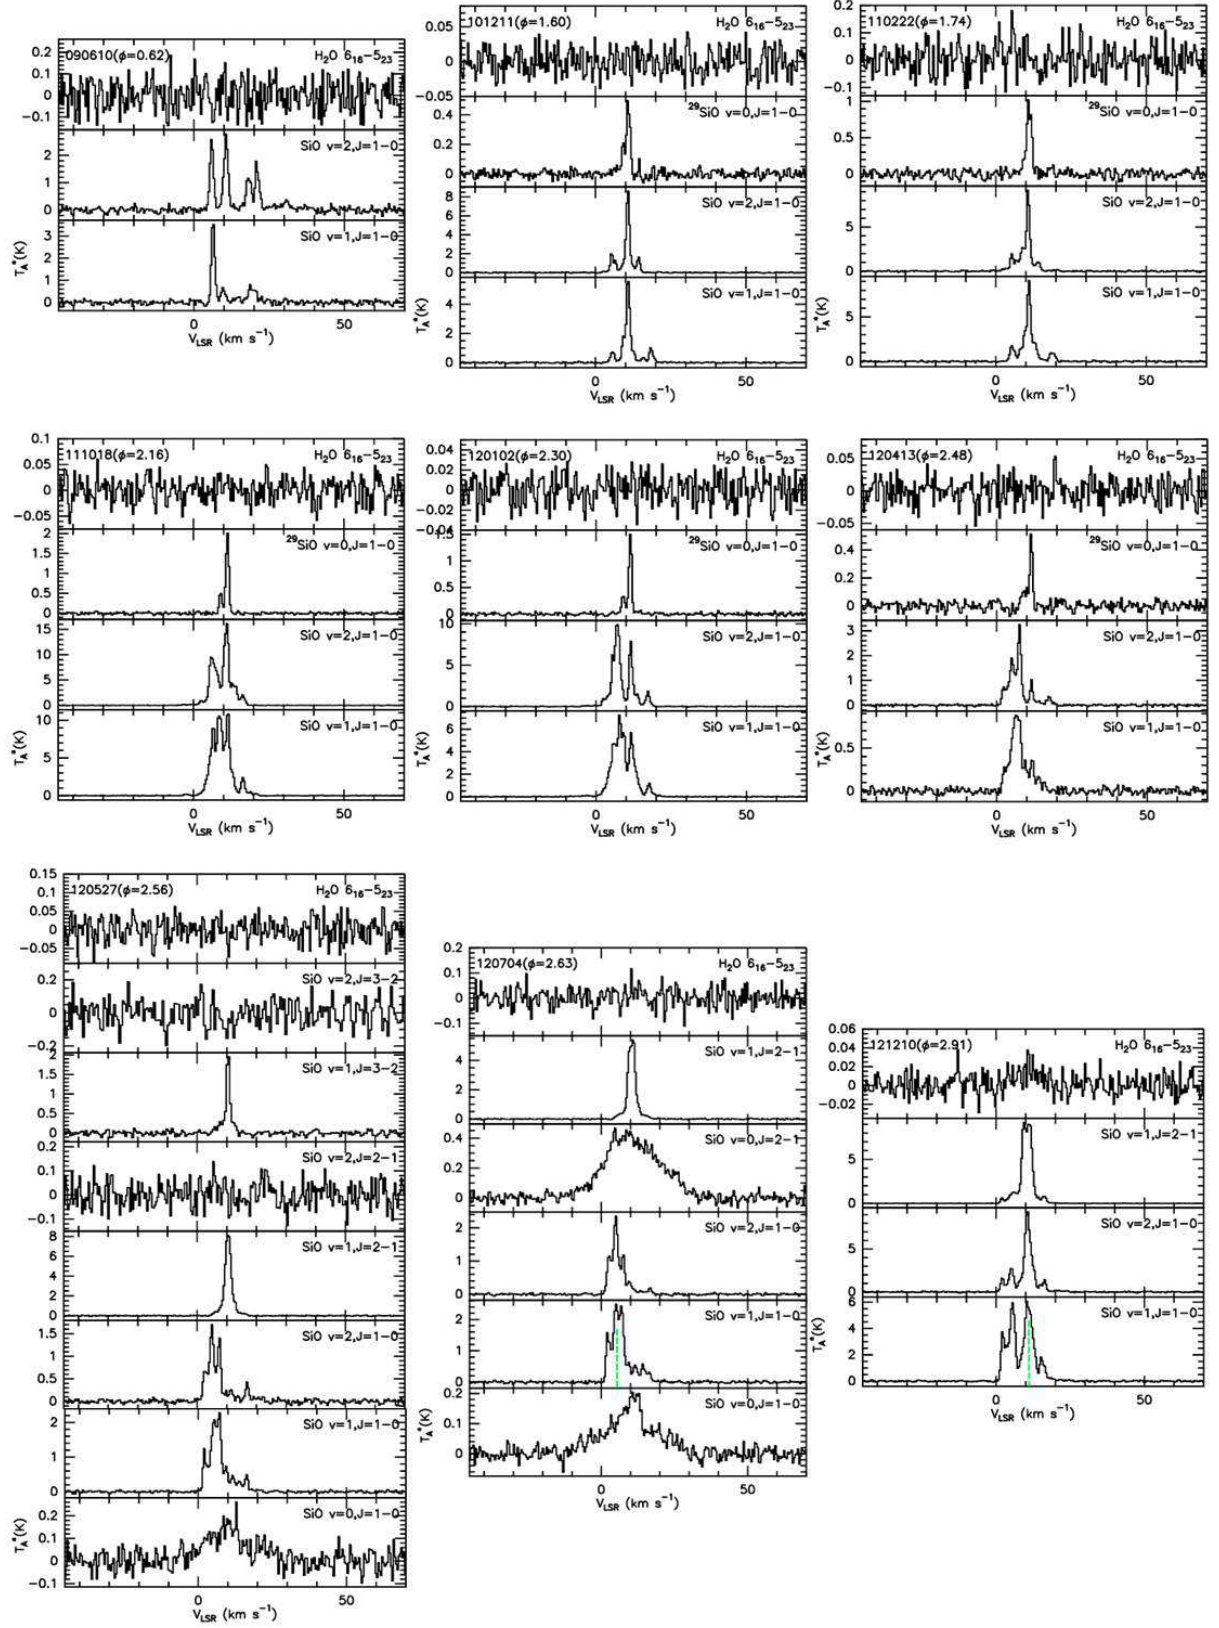 090610(ϕ=0.62) H₂O 6₁₆−5₂₃
0.2
0.1
0
−0.1
SiO v=2,J=1−0
2
1
0
SiO v=1,J=1−0
3
2
1
0
T_A*(K)
0 50
V_LSR (km s⁻¹)
101211(ϕ=1.60) H₂O 6₁₆−5₂₃
0.05
0
−0.05
²⁹SiO v=0,J=1−0
0.4
0.2
0
SiO v=2,J=1−0
8
6
4
2
0
SiO v=1,J=1−0
4
2
0
T_A*(K)
0 50
V_LSR (km s⁻¹)
110222(ϕ=1.74) H₂O 6₁₆−5₂₃
0.2
0.1
0
−0.1
²⁹SiO v=0,J=1−0
1
0.5
0
SiO v=2,J=1−0
5
0
SiO v=1,J=1−0
5
0
T_A*(K)
0 50
V_LSR (km s⁻¹)
111018(ϕ=2.16) H₂O 6₁₆−5₂₃
0.1
0.05
0
−0.05
²⁹SiO v=0,J=1−0
2
1.5
1
0.5
0
SiO v=2,J=1−0
15
10
5
0
SiO v=1,J=1−0
10
5
0
T_A*(K)
0 50
V_LSR (km s⁻¹)
120102(ϕ=2.30) H₂O 6₁₆−5₂₃
0.04
0.02
0
−0.02
−0.04
²⁹SiO v=0,J=1−0
1.5
1
0.5
0
SiO v=2,J=1−0
10
5
0
SiO v=1,J=1−0
6
4
2
0
T_A*(K)
0 50
V_LSR (km s⁻¹)
120413(ϕ=2.48) H₂O 6₁₆−5₂₃
0.05
0
−0.05
²⁹SiO v=0,J=1−0
0.4
0.2
0
SiO v=2,J=1−0
3
2
1
0
SiO v=1,J=1−0
0.5
0
T_A*(K)
0 50
V_LSR (km s⁻¹)
120527(ϕ=2.56) H₂O 6₁₆−5₂₃
0.15
0.1
0.05
0
−0.05
SiO v=2,J=3−2
0.2
0
−0.2
SiO v=1,J=3−2
2
1.5
1
0.5
0
SiO v=2,J=2−1
0.2
0.1
0
−0.1
SiO v=1,J=2−1
8
6
4
2
0
SiO v=2,J=1−0
1.5
1
0.5
0
SiO v=1,J=1−0
2
1
0
SiO v=0,J=1−0
0.2
0.1
0
−0.1
T_A*(K)
0 50
V_LSR (km s⁻¹)
120704(ϕ=2.63) H₂O 6₁₆−5₂₃
0.2
0.1
0
−0.1
SiO v=1,J=2−1
4
2
0
SiO v=0,J=2−1
0.4
0.2
0
SiO v=2,J=1−0
2
1
0
SiO v=1,J=1−0
2
1
0
SiO v=0,J=1−0
0.2
0.1
0
T_A*(K)
0 50
V_LSR (km s⁻¹)
121210(ϕ=2.91) H₂O 6₁₆−5₂₃
0.06
0.04
0.02
0
−0.02
SiO v=1,J=2−1
5
0
SiO v=2,J=1−0
5
0
SiO v=1,J=1−0
6
4
2
0
T_A*(K)
0 50
V_LSR (km s⁻¹)